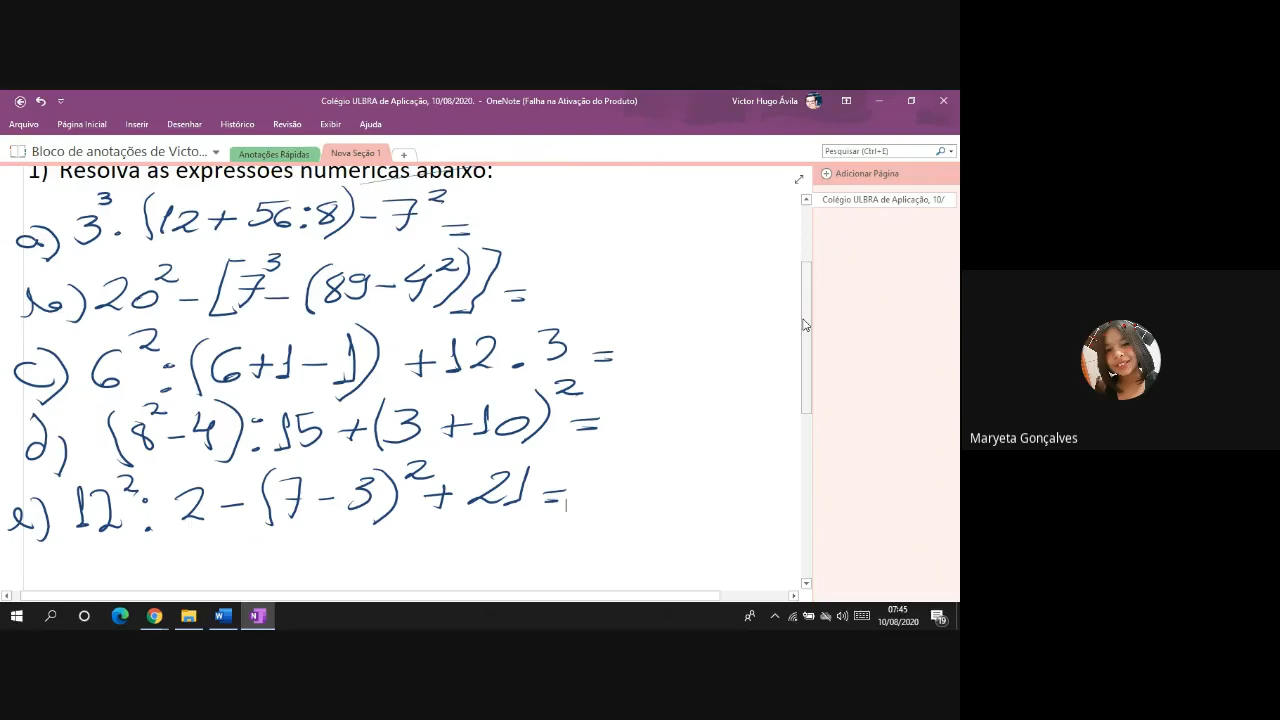 Colégio ULBRA de Aplicação, 10/08/2020. - OneNote (Falha na Ativação do Produto)
Victor Hugo Ávila
Arquivo Página Inicial Inserir Desenhar Histórico Revisão Exibir Ajuda
Bloco de anotações de Victo...
Anotações Rápidas
Nova Seção 1
Pesquisar (Ctrl+E)
1) Resolva as expressões numéricas abaixo:
Adicionar Página
Colégio ULBRA de Aplicação, 10/
a) 3³ . (12 + 56 : 8) - 7² =
b) 20² - [7³ - (89 - 4²)] =
c) 6² : (6 + 1 - 1) + 12 . 3 =
d) (8² - 4) : 15 + (3 + 10)² =
e) 12² : 2 - (7 - 3)² + 21 =
Maryeta Gonçalves
07:45
10/08/2020
19